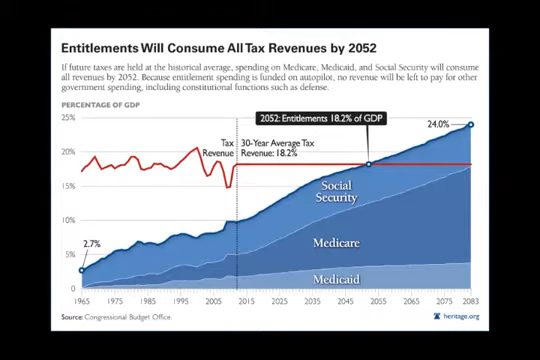 Entitlements Will Consume All Tax Revenues by 2052
If future taxes are held at the historical average, spending on Medicare, Medicaid, and Social Security will consume
all revenues by 2052. Because entitlement spending is funded on autopilot, no revenue will be left to pay for other
government spending, including constitutional functions such as defense.
PERCENTAGE OF GDP
25%
20%
15%
10%
5%
0
2052: Entitlements 18.2% of GDP
24.0%
Tax
Revenue
30-Year Average Tax
Revenue: 18.2%
2.7%
Social
Security
Medicare
Medicaid
1965 1975 1985 1995 2005 2015 2025 2035 2045 2055 2065 2083
Source: Congressional Budget Office.
heritage.org